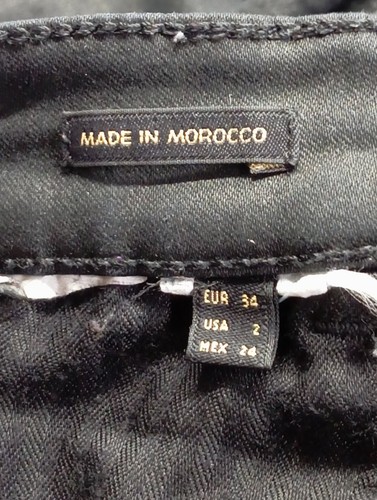 MADE IN MOROCCO
EUR 34
USA 2
MEX 24